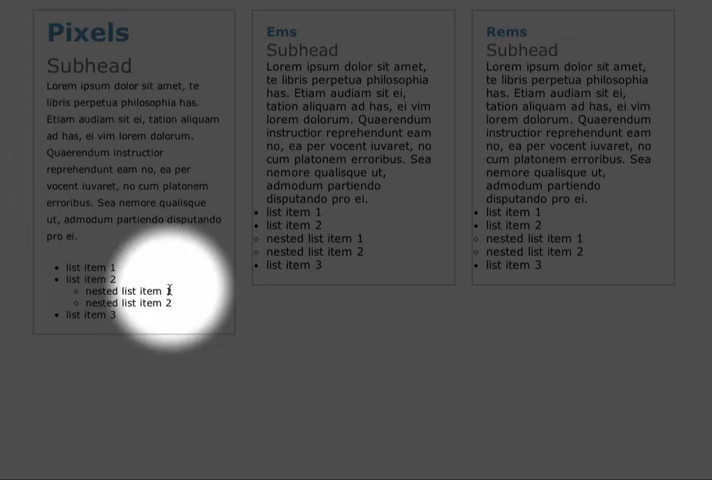 Pixels
Subhead
Lorem ipsum dolor sit amet, te
libris perpetua philosophia has.
Etiam audiam sit ei, tation aliquam
ad has, ei vim lorem dolorum.
Quaerendum instructior
reprehendunt eam no, ea per
vocent iuvaret, no cum platonem
erroribus. Sea nemore qualisque
ut, admodum partiendo disputando
pro ei.
• list item 1
• list item 2
◦ nested list item 1
◦ nested list item 2
• list item 3
Ems
Subhead
Lorem ipsum dolor sit amet,
te libris perpetua philosophia
has. Etiam audiam sit ei,
tation aliquam ad has, ei vim
lorem dolorum. Quaerendum
instructior reprehendunt eam
no, ea per vocent iuvaret, no
cum platonem erroribus. Sea
nemore qualisque ut,
admodum partiendo
disputando pro ei.
• list item 1
• list item 2
◦ nested list item 1
◦ nested list item 2
• list item 3
Rems
Subhead
Lorem ipsum dolor sit amet,
te libris perpetua philosophia
has. Etiam audiam sit ei,
tation aliquam ad has, ei vim
lorem dolorum. Quaerendum
instructior reprehendunt eam
no, ea per vocent iuvaret, no
cum platonem erroribus. Sea
nemore qualisque ut,
admodum partiendo
disputando pro ei.
• list item 1
• list item 2
◦ nested list item 1
◦ nested list item 2
• list item 3